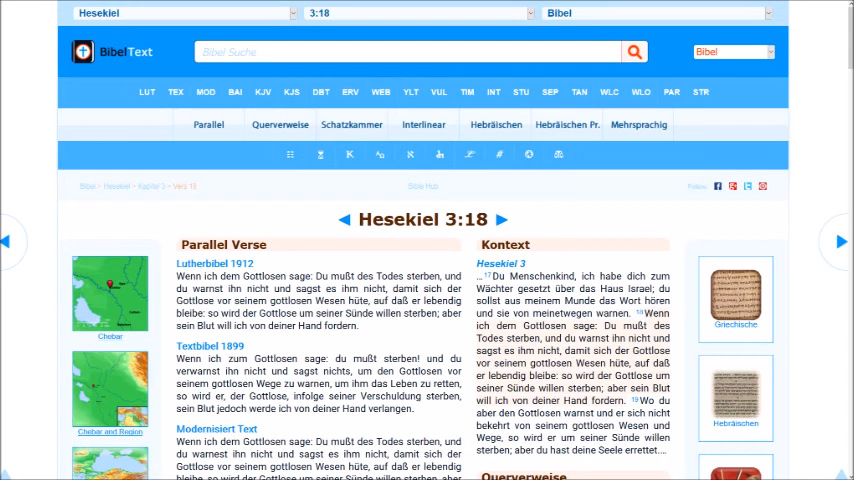 Hesekiel 3:18 Bibel
BibelText Bibel Suche Bibel
LUT TEX MOD BAI KJV KJS DBT ERV WEB YLT VUL TIM INT STU SEP TAN WLC WLO PAR STR
Parallel Querverweise Schatzkammer Interlinear Hebräischen Hebräischen Pr. Mehrsprachig
Bibel > Hesekiel > Kapitel 3 > Vers 18 Bible Hub Follow
◄ Hesekiel 3:18 ►
Parallel Verse
Lutherbibel 1912
Wenn ich dem Gottlosen sage: Du mußt des Todes sterben, und
du warnst ihn nicht und sagst es ihm nicht, damit sich der
Gottlose vor seinem gottlosen Wesen hüte, auf daß er lebendig
bleibe: so wird der Gottlose um seiner Sünde willen sterben, aber
sein Blut will ich von deiner Hand fordern.
Textbibel 1899
Wenn ich zum Gottlosen sage: du mußt sterben! und du
verwarnst ihn nicht und sagst nichts, um den Gottlosen vor
seinem gottlosen Wege zu warnen, um ihm das Leben zu retten,
so wird er, der Gottlose, infolge seiner Verschuldung sterben,
sein Blut jedoch werde ich von deiner Hand verlangen.
Modernisiert Text
Wenn ich dem Gottlosen sage: Du mußt des Todes sterben, und
du warnest ihn nicht und sagst es ihm nicht, damit sich der
Gottlose vor seinem gottlosen Wesen hüte, auf daß er lebendig
bleibe, so wird der Gottlose um seiner Sünde willen sterben, aber
Kontext
Hesekiel 3
…17Du Menschenkind, ich habe dich zum
Wächter gesetzt über das Haus Israel; du
sollst aus meinem Munde das Wort hören
und sie von meinetwegen warnen. 18Wenn
ich dem Gottlosen sage: Du mußt des
Todes sterben, und du warnst ihn nicht und
sagst es ihm nicht, damit sich der Gottlose
vor seinem gottlosen Wesen hüte, auf daß
er lebendig bleibe: so wird der Gottlose um
seiner Sünde willen sterben; aber sein Blut
will ich von deiner Hand fordern. 19Wo du
aber den Gottlosen warnst und er sich nicht
bekehrt von seinem gottlosen Wesen und
Wege, so wird er um seiner Sünde willen
sterben; aber du hast deine Seele errettet.…
Querverweise
Chebar
Chebar and Region
Griechische
Hebräischen